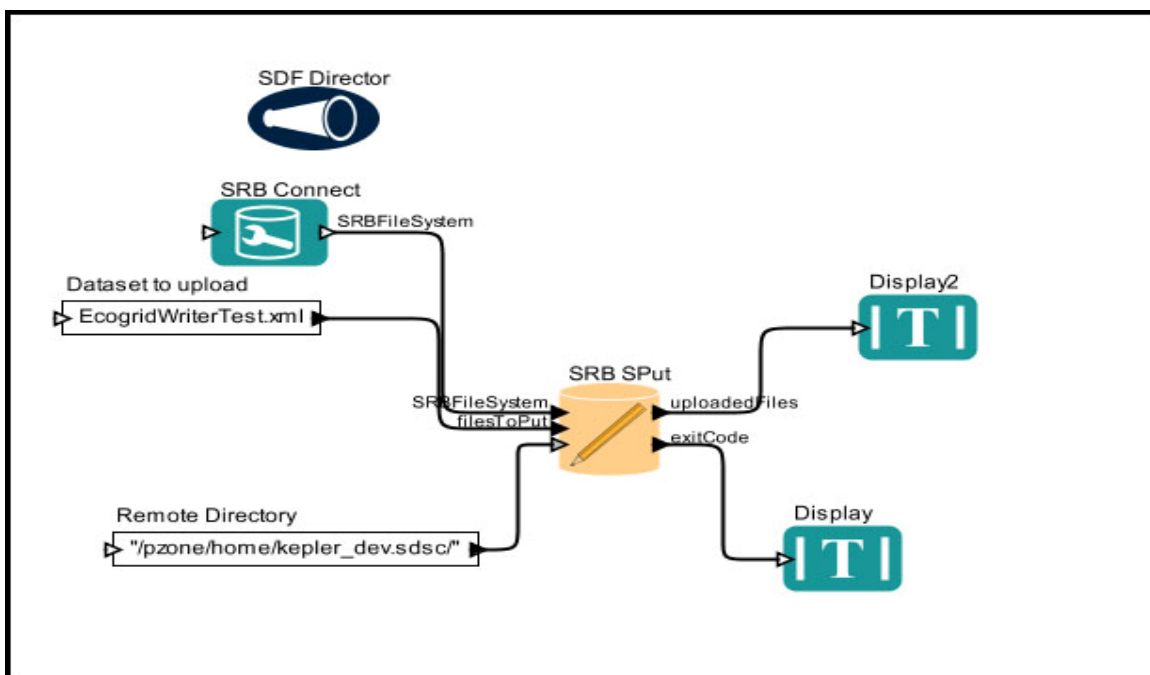 SDF Director
SRB Connect
SRBFileSystem
Dataset to upload
EcogridWriterTest.xml
Display2
T
SRB SPut
SRBFileSystem
uploadedFiles
filesToPut
exitCode
Remote Directory
"/pzone/home/kepler_dev.sdsc/"
Display
T